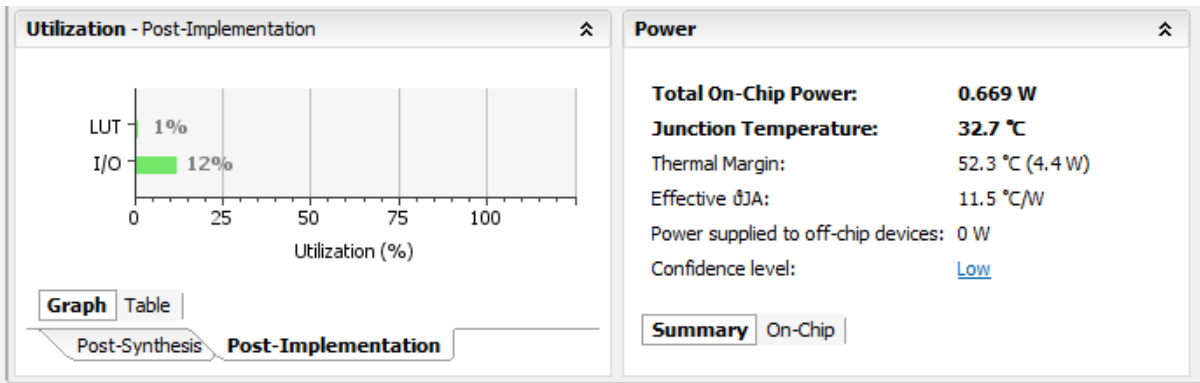 Utilization - Post-Implementation
LUT 1%
I/O 12%
0 25 50 75 100
Utilization (%)
Graph Table
Post-Synthesis Post-Implementation
Power
Total On-Chip Power: 0.669 W
Junction Temperature: 32.7 °C
Thermal Margin: 52.3 °C (4.4 W)
Effective ϑJA: 11.5 °C/W
Power supplied to off-chip devices: 0 W
Confidence level: Low
Summary On-Chip